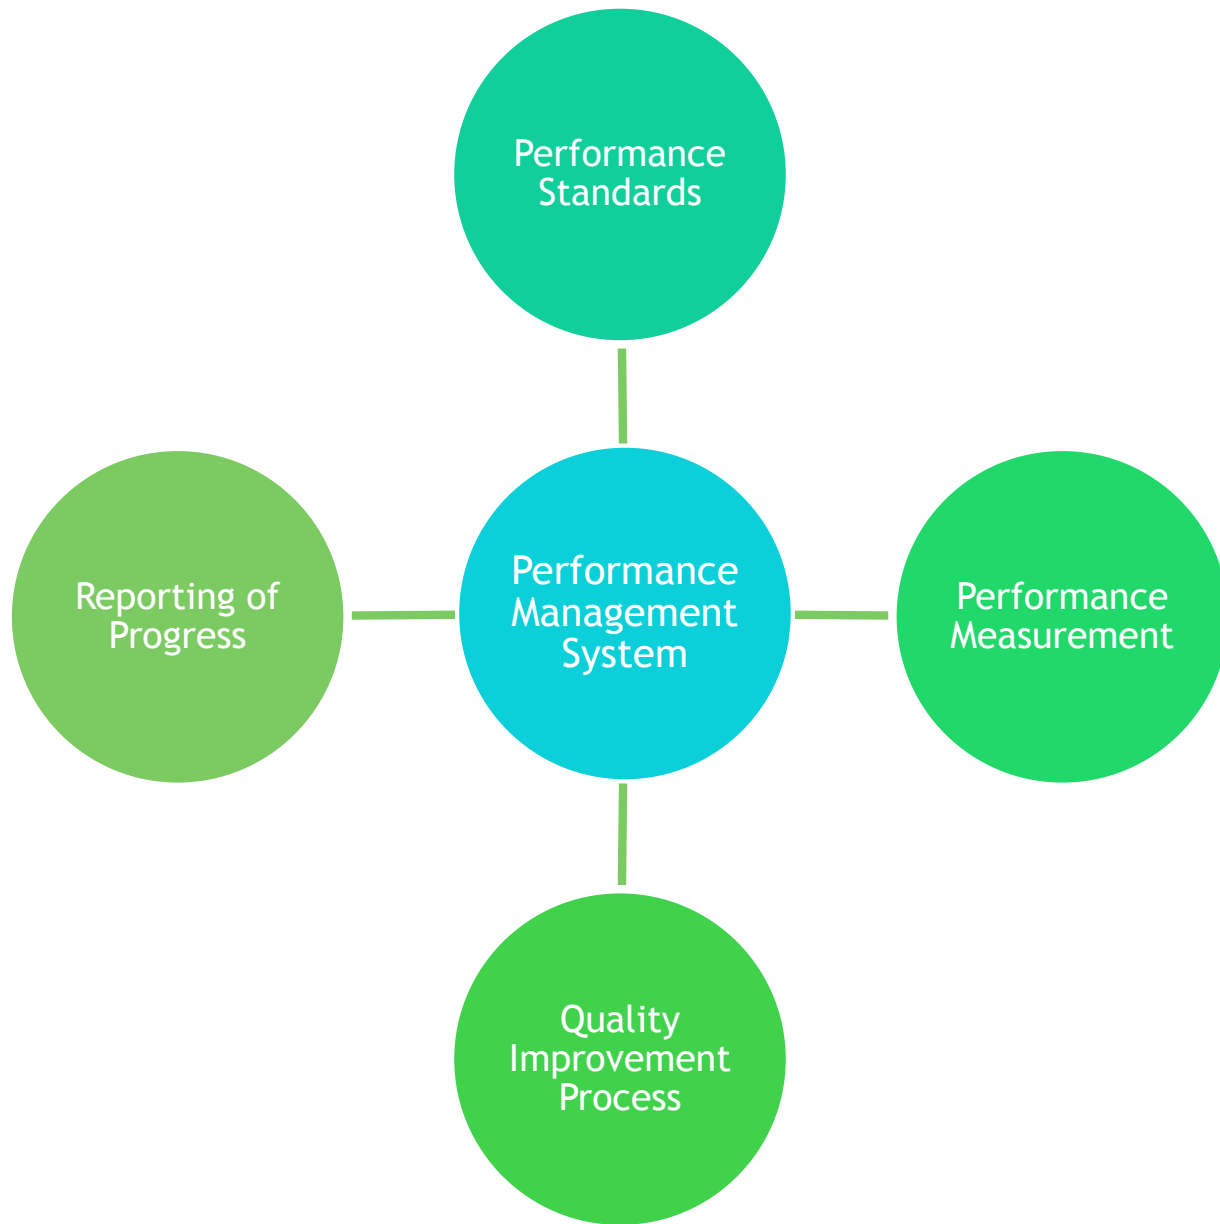 Performance
Standards
Reporting of
Progress
Performance
Management
System
Performance
Measurement
Quality
Improvement
Process